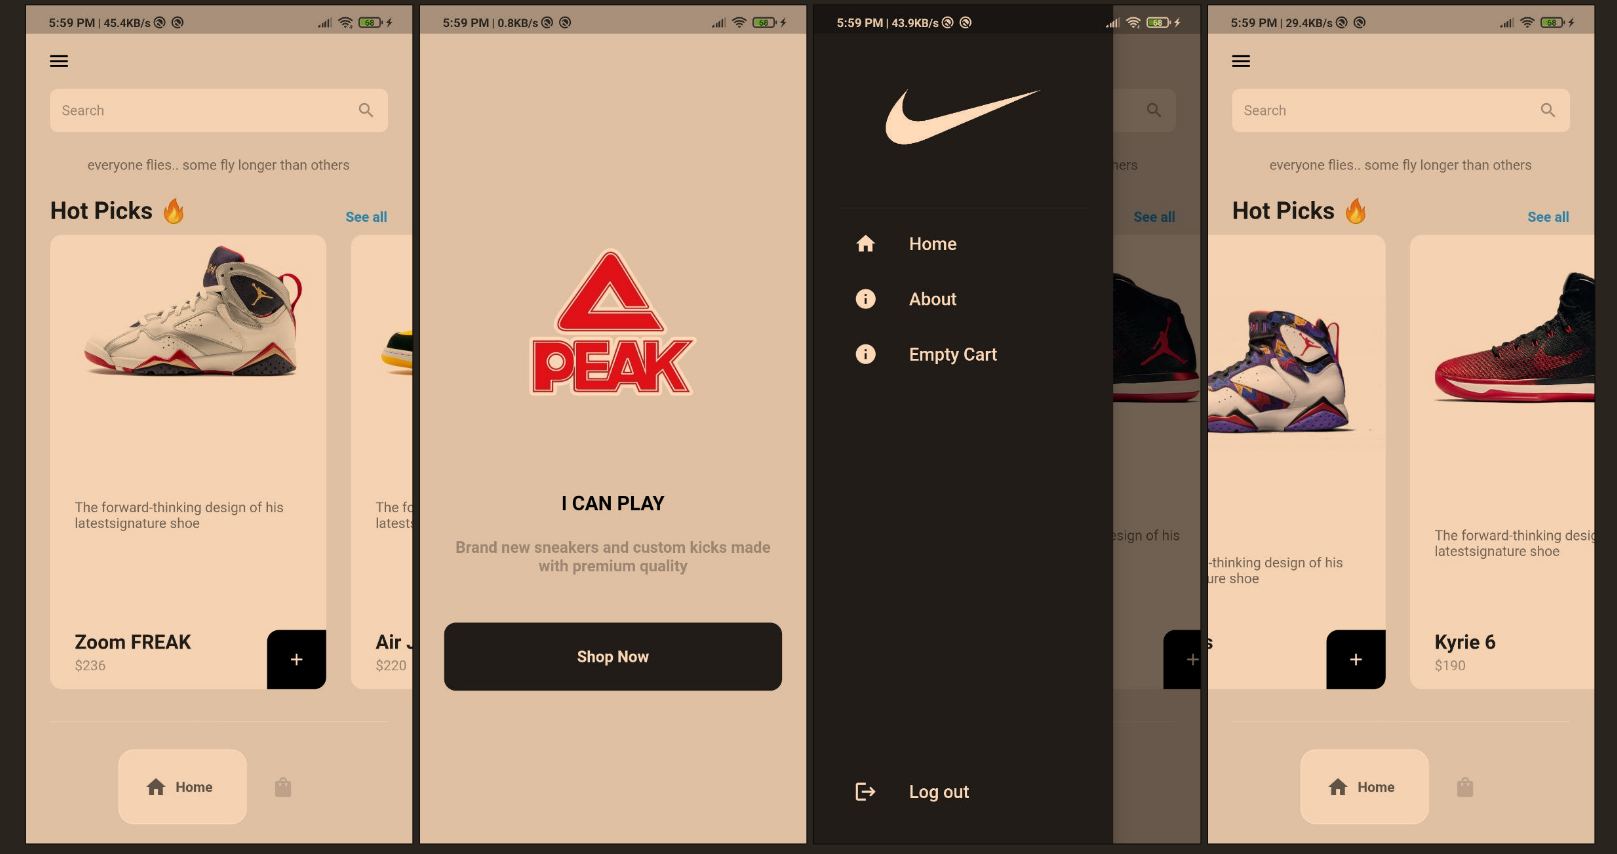 5:59 PM | 45.4KB/s
68
Search
everyone flies.. some fly longer than others
Hot Picks 🔥
See all
The forward-thinking design of his
latestsignature shoe
The fo
latests
Zoom FREAK
$236
Air J
$220
Home
5:59 PM | 0.8KB/s
68
PEAK
I CAN PLAY
Brand new sneakers and custom kicks made
with premium quality
Shop Now
5:59 PM | 43.9KB/s
68
Home
About
Empty Cart
Log out
hers
See all
esign of his
5:59 PM | 29.4KB/s
68
Search
everyone flies.. some fly longer than others
Hot Picks 🔥
See all
-thinking design of his
ure shoe
s
The forward-thinking desig
latestsignature shoe
Kyrie 6
$190
Home